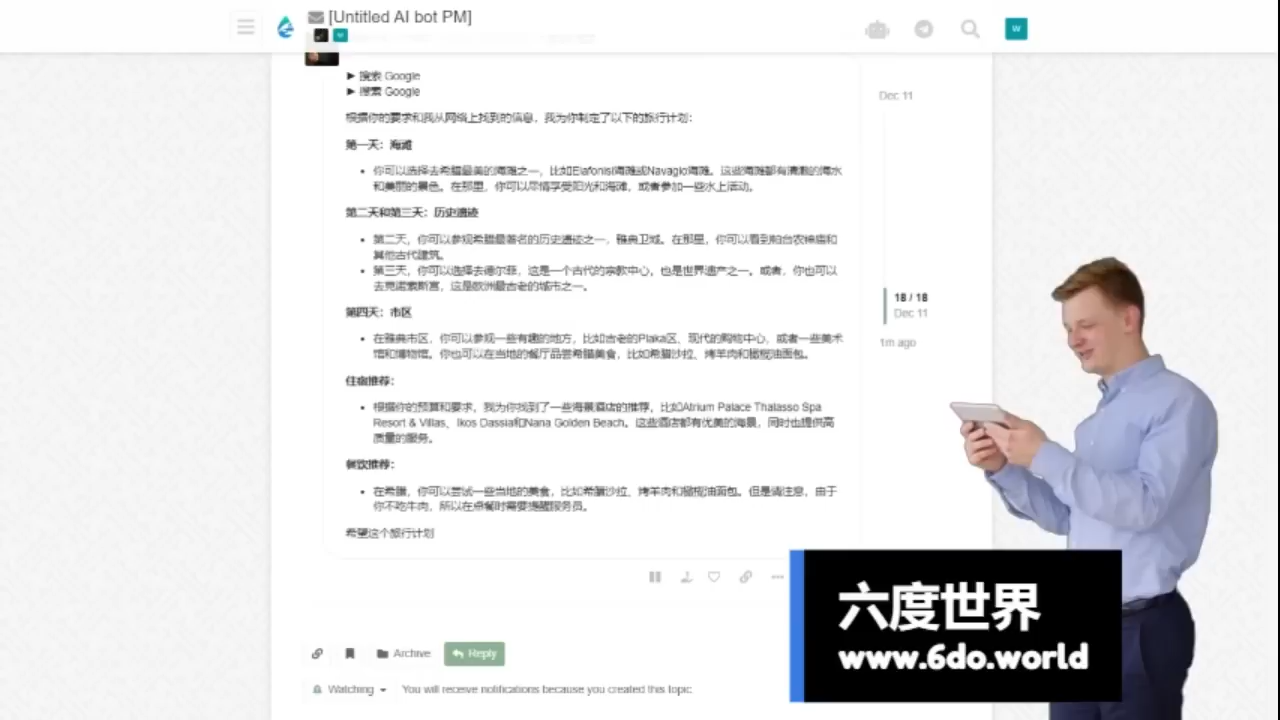 [Untitled AI bot PM]
w
w
▶ 搜索 Google
▶ 搜索 Google
根据你的要求和我从网络上找到的信息，我为你制定了以下的旅行计划：
第一天：海滩
• 你可以选择去希腊最美的海滩之一，比如Elafonisi海滩或Navagio海滩。这些海滩都有清澈的海水
和美丽的景色。在那里，你可以尽情享受阳光和海滩，或者参加一些水上活动。
第二天和第三天：历史遗迹
• 第二天，你可以参观希腊最著名的历史遗迹之一，雅典卫城。在那里，你可以看到帕台农神庙和
其他古代建筑。
• 第三天，你可以选择去德尔菲，这是一个古代的宗教中心，也是世界遗产之一。或者，你也可以
去克诺索斯宫，这是欧洲最古老的城市之一。
第四天：市区
• 在雅典市区，你可以参观一些有趣的地方，比如古老的Plaka区、现代的购物中心，或者一些美术
馆和博物馆。你也可以在当地的餐厅品尝希腊美食，比如希腊沙拉、烤羊肉和橄榄油面包。
住宿推荐：
• 根据你的预算和要求，我为你找到了一些海景酒店的推荐，比如Atrium Palace Thalasso Spa
Resort & Villas、Ikos Dassia和Nana Golden Beach。这些酒店都有优美的海景，同时也提供高
质量的服务。
餐饮推荐：
• 在希腊，你可以尝试一些当地的美食，比如希腊沙拉、烤羊肉和橄榄油面包。但是请注意，由于
你不吃牛肉，所以在点餐时需要提醒服务员。
希望这个旅行计划
Dec 11
18 / 18
Dec 11
1m ago
Archive
Reply
Watching
You will receive notifications because you created this topic.
六度世界
www.6do.world